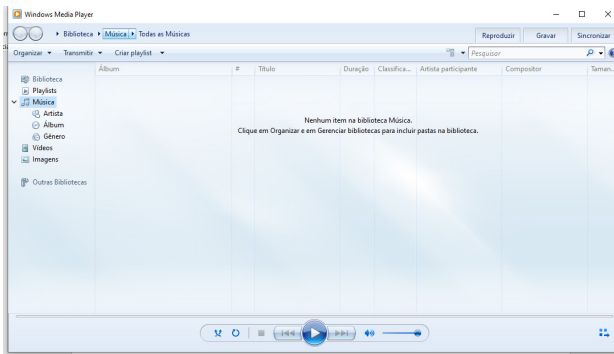 Windows Media Player
Biblioteca Música Todas as Músicas
Reproduzir Gravar Sincronizar
Organizar Transmitir Criar playlist Pesquisar
Álbum # Título Duração Classifica... Artista participante Compositor Taman...
Biblioteca
Playlists
Música
Artista
Álbum
Gênero
Vídeos
Imagens
Outras Bibliotecas
Nenhum item na biblioteca Música.
Clique em Organizar e em Gerenciar bibliotecas para incluir pastas na biblioteca.